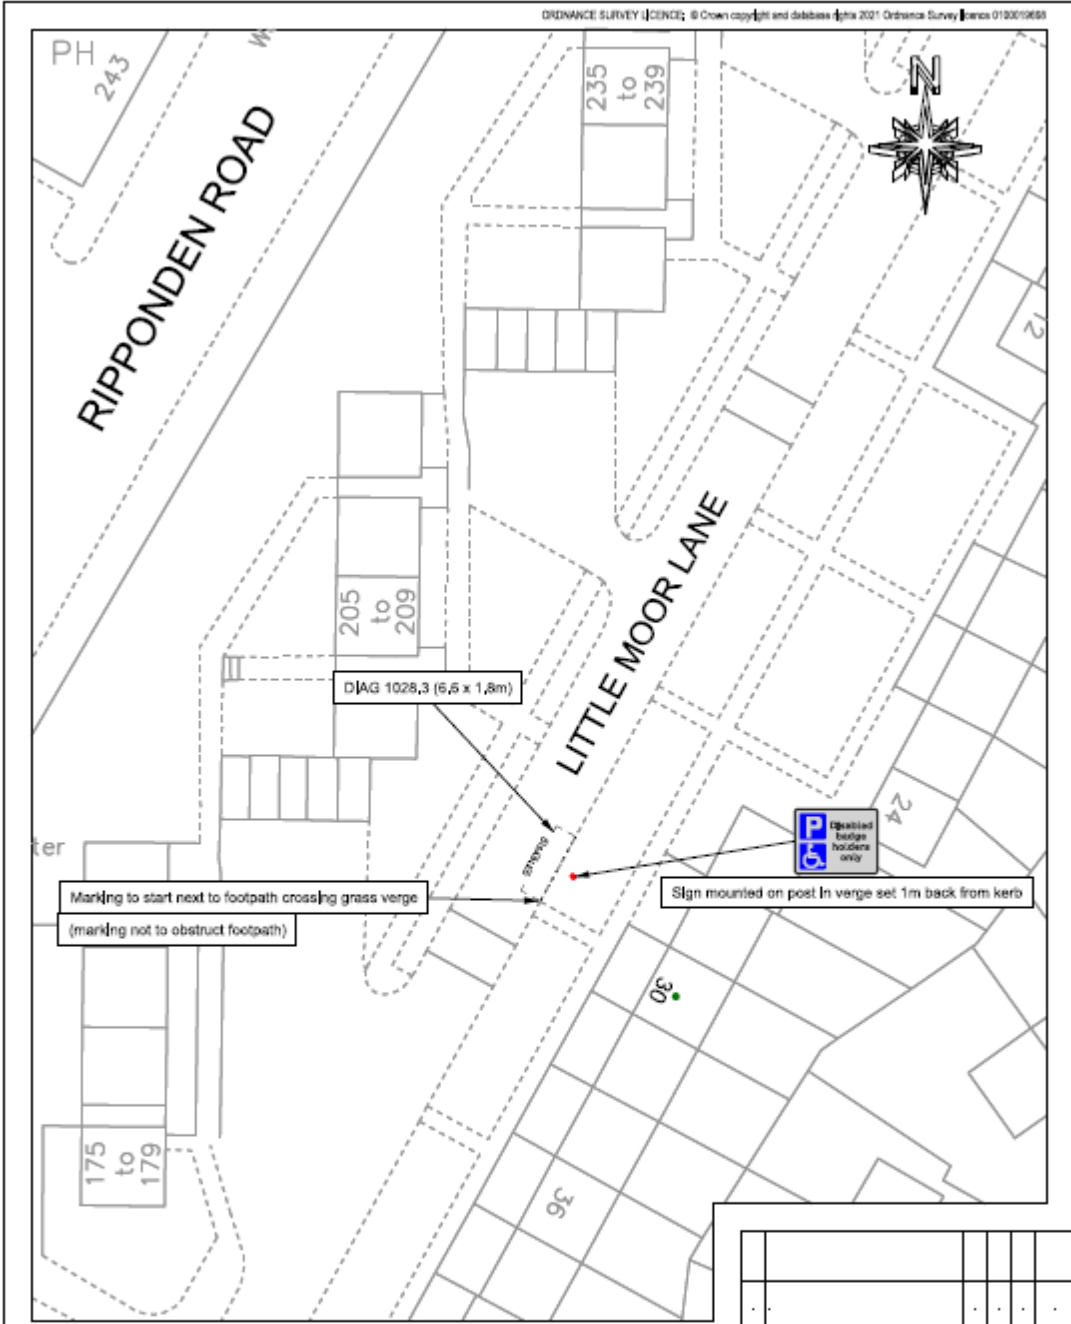 ORDNANCE SURVEY LICENCE: © Crown copyright and database rights 2021 Ordnance Survey licence 0100019668
PH
243
W
RIPPONDEN ROAD
235
to
239
N
12
205
to
209
DIAG 1028.3 (6.6 x 1.8m)
LITTLE MOOR LANE
24
DISABLED
P
Disabled
badge
holders
only
Sign mounted on post in verge set 1m back from kerb
ter
Marking to start next to footpath crossing grass verge
(marking not to obstruct footpath)
30
175
to
179
36